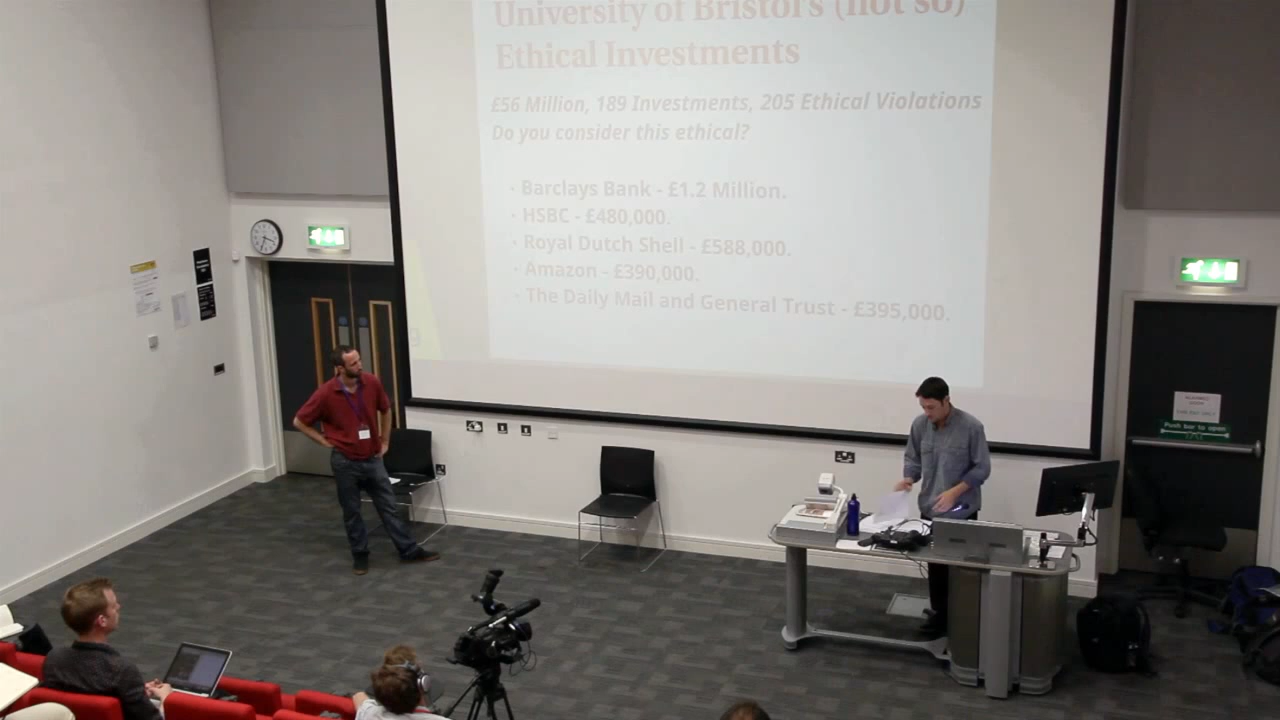 University of Bristol's (not so)
Ethical Investments
£56 Million, 189 Investments, 205 Ethical Violations
Do you consider this ethical?
· Barclays Bank - £1.2 Million.
· HSBC - £480,000.
· Royal Dutch Shell - £588,000.
· Amazon - £390,000.
· The Daily Mail and General Trust - £395,000.
Push bar to open